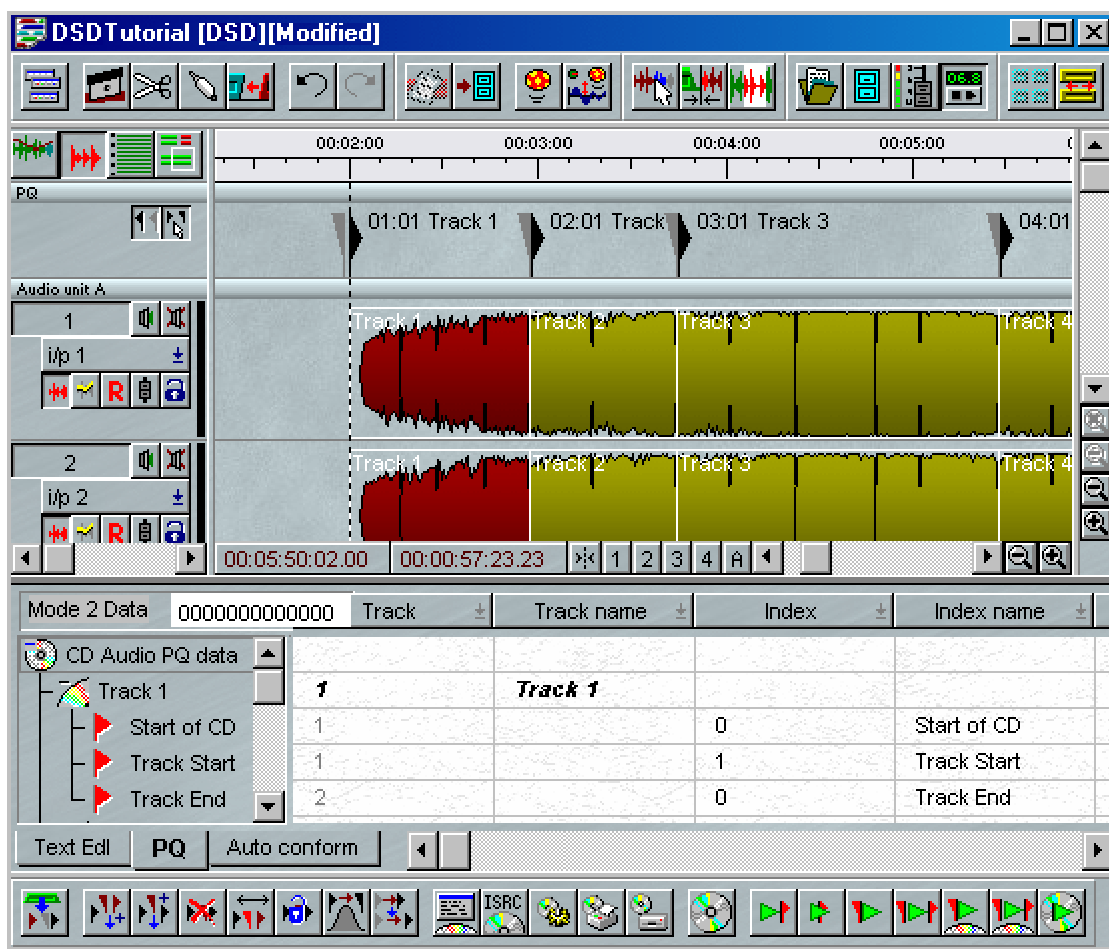 DSDTutorial [DSD][Modified]
06.8
00:02:00 00:03:00 00:04:00 00:05:00
PQ
01:01 Track 1 02:01 Track 03:01 Track 3 04:01
Audio unit A
1
Track 1 Track 2 Track 3 Track 4
i/p 1
R
2
Track 1 Track 2 Track 3 Track 4
i/p 2
R
00:05:50:02.00 00:00:57:23.23 1 2 3 4 A
Mode 2 Data 0000000000000 Track Track name Index Index name
CD Audio PQ data
Track 1 1 Track 1
Start of CD 1 0 Start of CD
Track Start 1 1 Track Start
Track End 2 0 Track End
Text Edl PQ Auto conform
ISRC